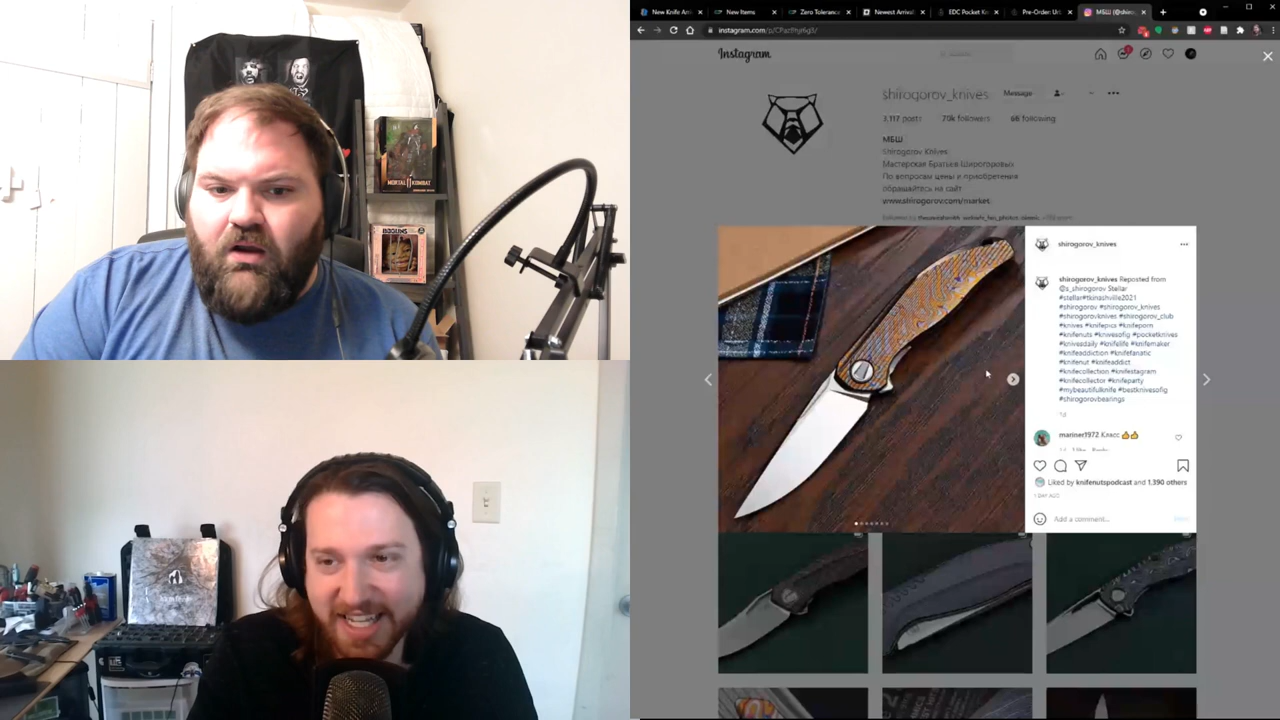 New Knife Arri
New Items
Zero Toleranc
Newest Arrival
EDC Pocket Kn
Pre-Order: Ur
МБШ (@shiro
instagram.com/p/
Instagram
shirogorov_knives
Message
3,117 posts
70k followers
66 following
МБШ
Shirogorov Knives
Мастерская Братьев Широгоровых
По вопросам цены и приобретения
обращайтесь на сайт
www.shirogorov.com/market
shirogorov_knives
shirogorov_knives Reposted from
@s_shirogorov Stellar
#stellar#tkinashville2021
#shirogorov #shirogorov_knives
#shirogorovknives #shirogorov_club
#knives #knifepics #knifeporn
#knifenuts #knivesofig #pocketknives
#knivesdaily #knifelife #knifemaker
#knifeaddiction #knifefanatic
#knifenut #knifeaddict
#knifecollection #knifestagram
#knifecollector #knifeparty
#mybeautifulknife #bestknivesofig
#shirogorovbearings
1d
mariner1972 Класс 👍👍
Liked by knifenutspodcast and 1,390 others
1 DAY AGO
Add a comment...
MORTAL KOMBAT